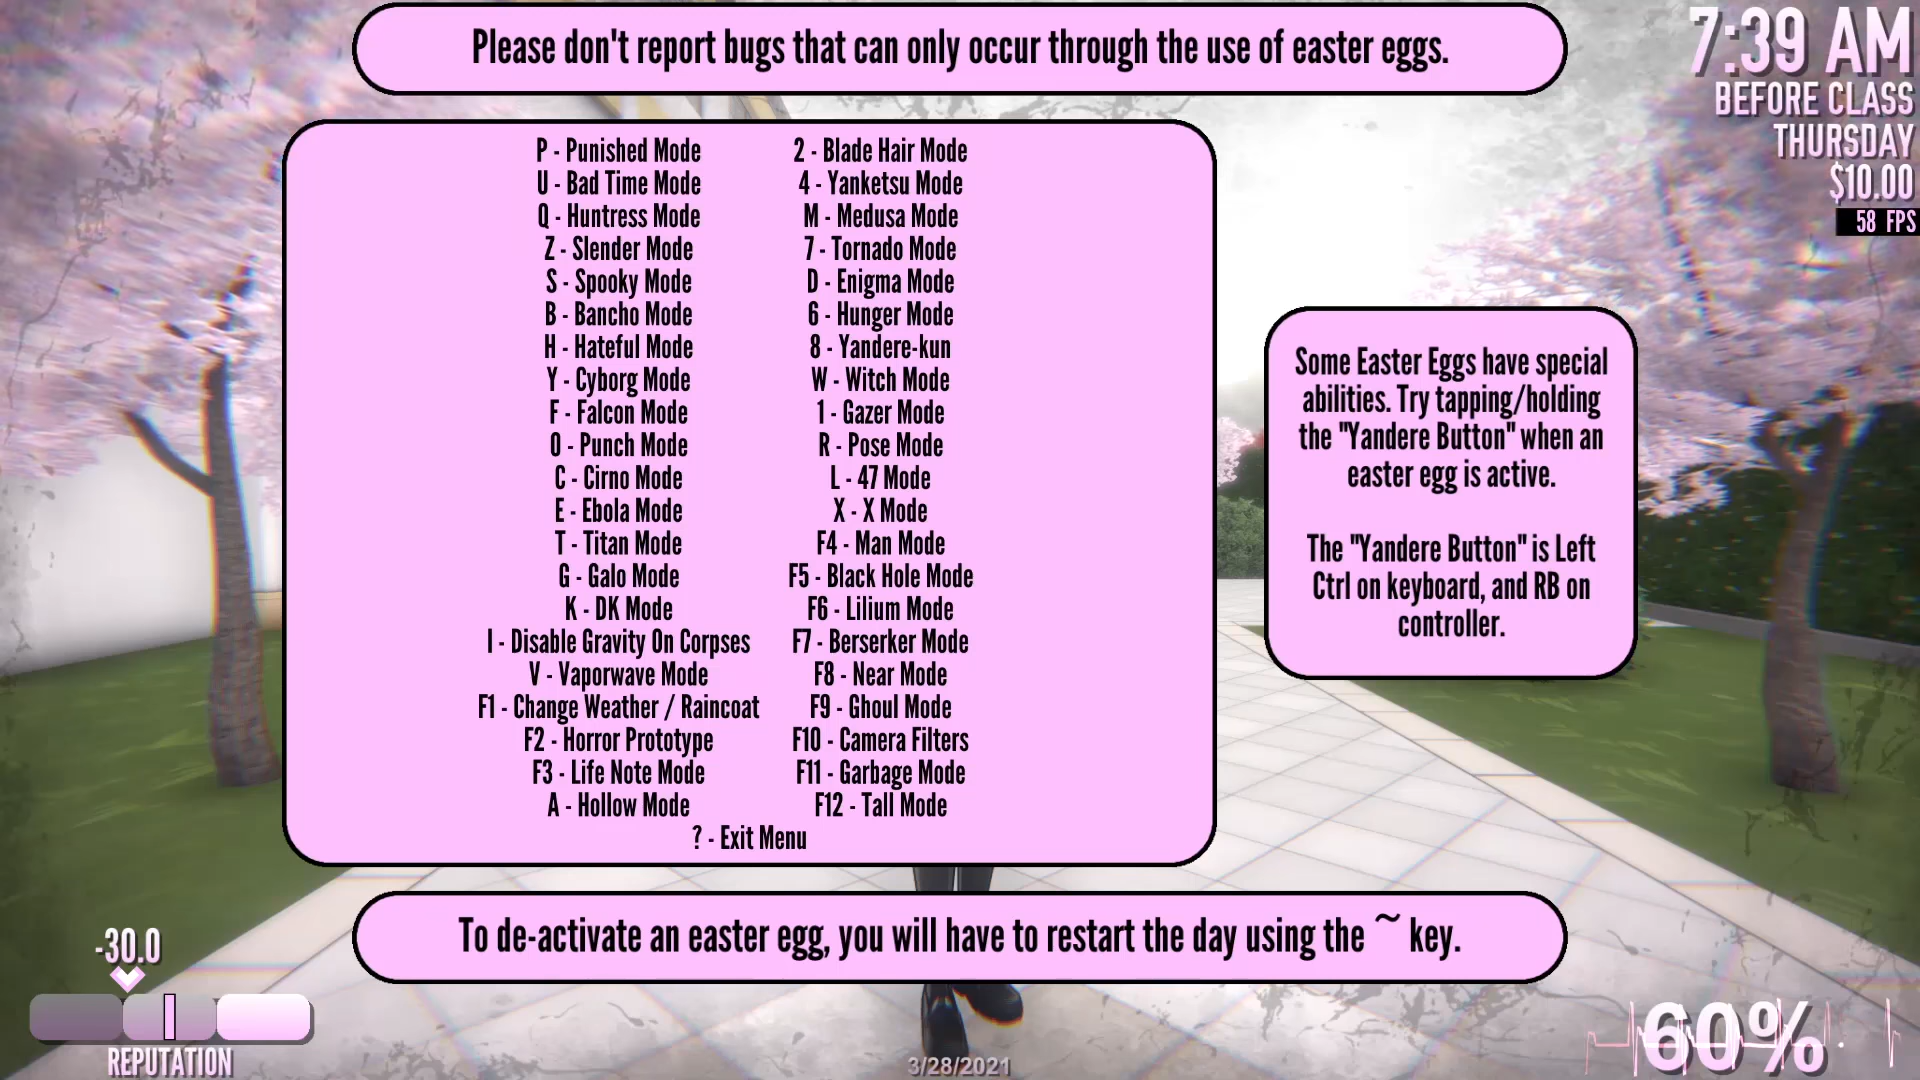 Please don't report bugs that can only occur through the use of easter eggs.
7:39 AM
BEFORE CLASS
THURSDAY
$10.00
58 FPS
P - Punished Mode
U - Bad Time Mode
Q - Huntress Mode
Z - Slender Mode
S - Spooky Mode
B - Bancho Mode
H - Hateful Mode
Y - Cyborg Mode
F - Falcon Mode
O - Punch Mode
C - Cirno Mode
E - Ebola Mode
T - Titan Mode
G - Galo Mode
K - DK Mode
I - Disable Gravity On Corpses
V - Vaporwave Mode
F1 - Change Weather / Raincoat
F2 - Horror Prototype
F3 - Life Note Mode
A - Hollow Mode
2 - Blade Hair Mode
4 - Yanketsu Mode
M - Medusa Mode
7 - Tornado Mode
D - Enigma Mode
6 - Hunger Mode
8 - Yandere-kun
W - Witch Mode
1 - Gazer Mode
R - Pose Mode
L - 47 Mode
X - X Mode
F4 - Man Mode
F5 - Black Hole Mode
F6 - Lilium Mode
F7 - Berserker Mode
F8 - Near Mode
F9 - Ghoul Mode
F10 - Camera Filters
F11 - Garbage Mode
F12 - Tall Mode
? - Exit Menu
Some Easter Eggs have special
abilities. Try tapping/holding
the "Yandere Button" when an
easter egg is active.
The "Yandere Button" is Left
Ctrl on keyboard, and RB on
controller.
To de-activate an easter egg, you will have to restart the day using the ~ key.
-30.0
REPUTATION
3/28/2021
60%